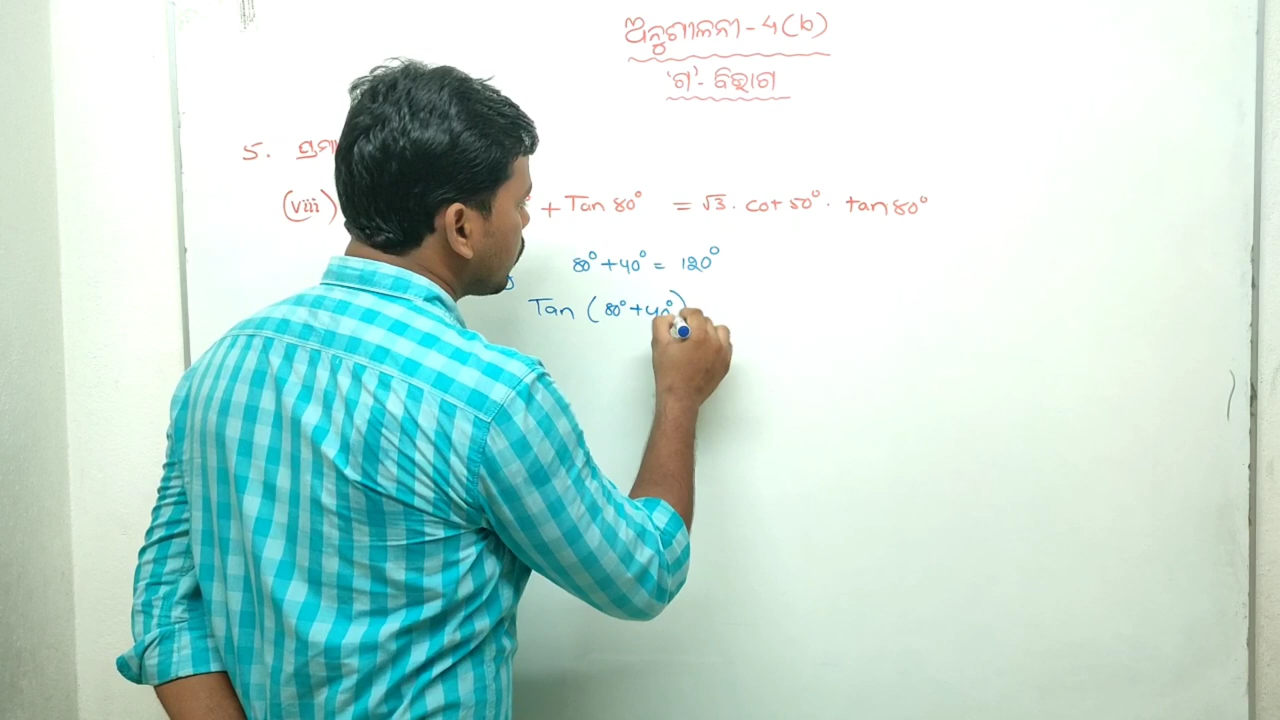 ଅନୁଶୀଳନୀ - 4(b)
'ଗ' - ବିଭାଗ
5.
(viii) + Tan 80° = √3 . cot 50° . tan 80°
80° + 40° = 120°
Tan ( 80° + 40° )